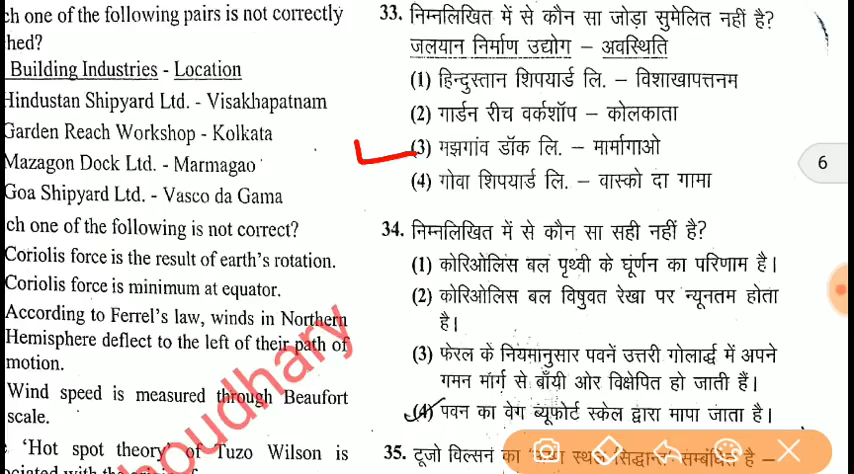 ch one of the following pairs is not correctly
hed?
Building Industries - Location
Hindustan Shipyard Ltd. - Visakhapatnam
Garden Reach Workshop - Kolkata
Mazagon Dock Ltd. - Marmagao
Goa Shipyard Ltd. - Vasco da Gama
ch one of the following is not correct?
Coriolis force is the result of earth's rotation.
Coriolis force is minimum at equator.
According to Ferrel's law, winds in Northern
Hemisphere deflect to the left of their path of
motion.
Wind speed is measured through Beaufort
scale.
'Hot spot theory' of Tuzo Wilson is
33. निम्नलिखित में से कौन सा जोड़ा सुमेलित नहीं है?
जलयान निर्माण उद्योग – अवस्थिति
(1) हिन्दुस्तान शिपयार्ड लि. – विशाखापत्तनम
(2) गार्डन रीच वर्कशॉप – कोलकाता
(3) मझगांव डॉक लि. – मार्मागाओ
(4) गोवा शिपयार्ड लि. – वास्को दा गामा
34. निम्नलिखित में से कौन सा सही नहीं है?
(1) कोरिओलिस बल पृथ्वी के घूर्णन का परिणाम है।
(2) कोरिओलिस बल विषुवत रेखा पर न्यूनतम होता
है।
(3) फेरल के नियमानुसार पवनें उत्तरी गोलार्द्ध में अपने
गमन मार्ग से बाँयी ओर विक्षेपित हो जाती हैं।
(4) पवन का वेग ब्यूफोर्ट स्केल द्वारा मापा जाता है।
35. टूजो विल्सन का स्थल सिद्धान्त' संम्बंधित है –
6
houdhary